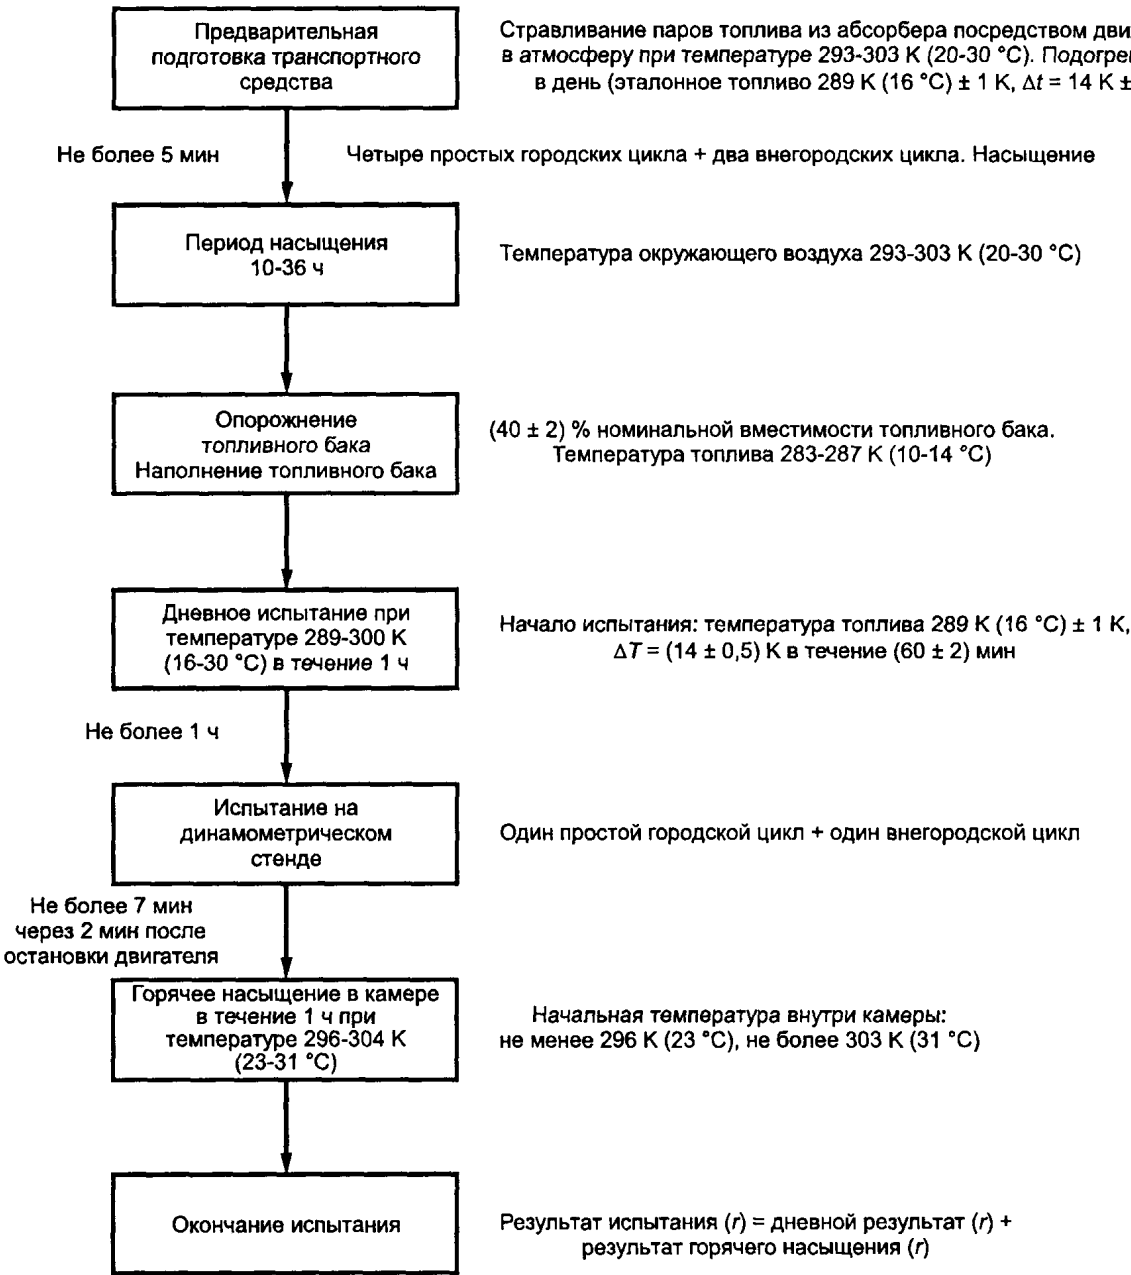 Предварительная
подготовка транспортного
средства
Стравливание паров топлива из абсорбера посредством дви
в атмосферу при температуре 293-303 K (20-30 °C). Подогре
в день (эталонное топливо 289 K (16 °C) ± 1 K, Δt = 14 K ±
Не более 5 мин
Четыре простых городских цикла + два внегородских цикла. Насыщение
Период насыщения
10-36 ч
Температура окружающего воздуха 293-303 K (20-30 °C)
Опорожнение
топливного бака
Наполнение топливного бака
(40 ± 2) % номинальной вместимости топливного бака.
Температура топлива 283-287 K (10-14 °C)
Дневное испытание при
температуре 289-300 K
(16-30 °C) в течение 1 ч
Начало испытания: температура топлива 289 K (16 °C) ± 1 K,
ΔT = (14 ± 0,5) K в течение (60 ± 2) мин
Не более 1 ч
Испытание на
динамометрическом
стенде
Один простой городской цикл + один внегородской цикл
Не более 7 мин
через 2 мин после
остановки двигателя
Горячее насыщение в камере
в течение 1 ч при
температуре 296-304 K
(23-31 °C)
Начальная температура внутри камеры:
не менее 296 K (23 °C), не более 303 K (31 °C)
Окончание испытания
Результат испытания (r) = дневной результат (r) +
результат горячего насыщения (r)